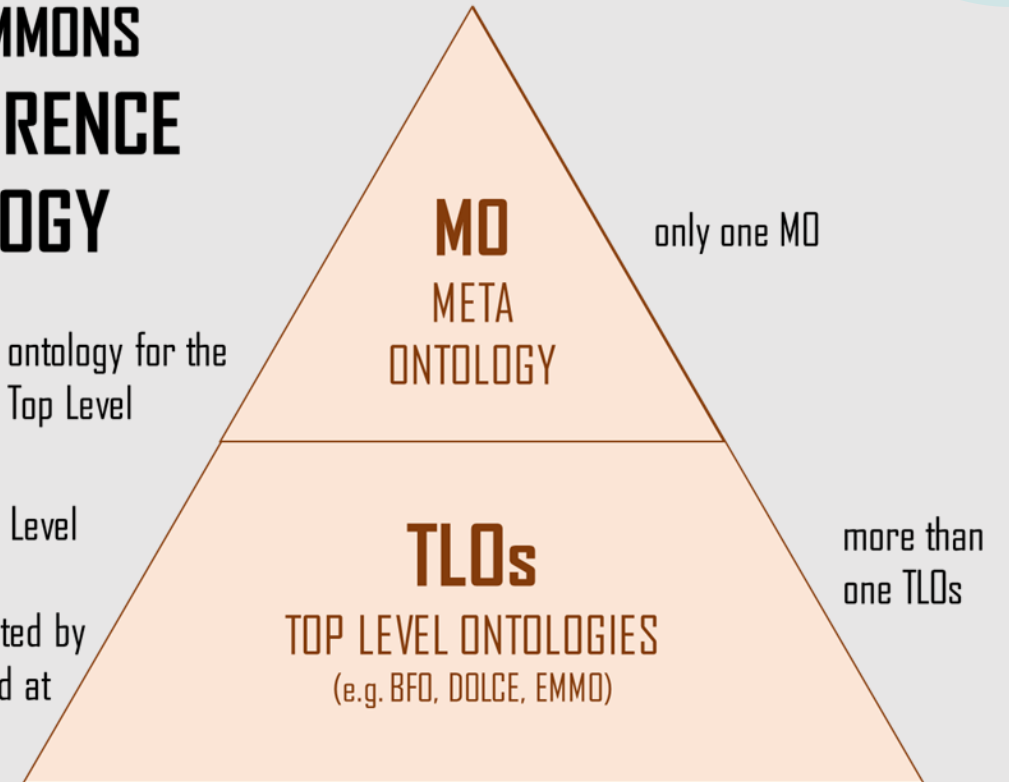 MMONS
RENCE
OGY
ontology for the
Top Level
Level
ted by
d at
MO
META
ONTOLOGY
only one MO
TLOs
TOP LEVEL ONTOLOGIES
(e.g. BFO, DOLCE, EMMO)
more than
one TLOs